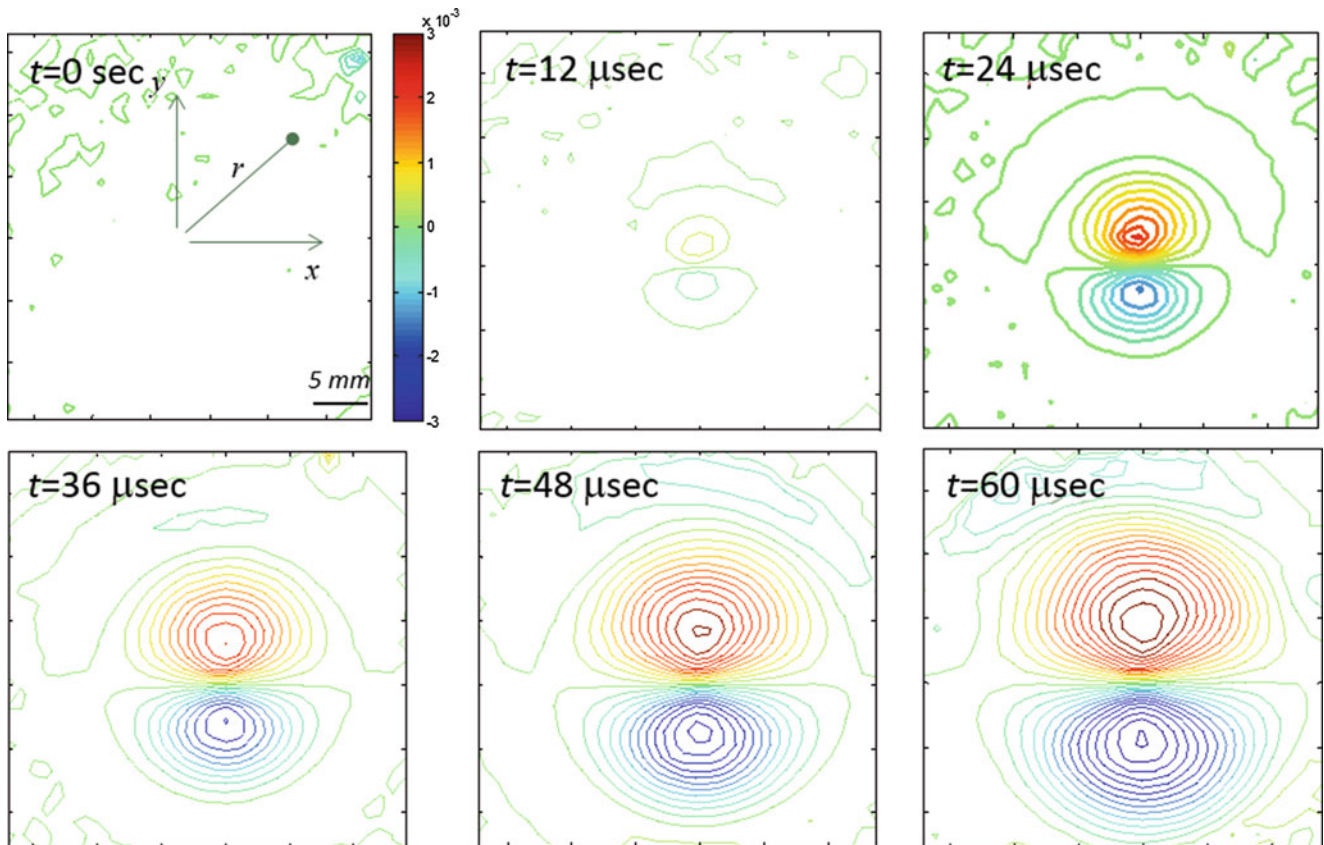 x 10⁻³
t=0 sec
y
r
x
5 mm
3
2
1
0
-1
-2
-3
t=12 μsec
t=24 μsec
t=36 μsec
t=48 μsec
t=60 μsec